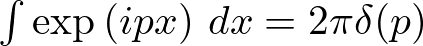 ∫ exp (ipx) dx = 2πδ(p)